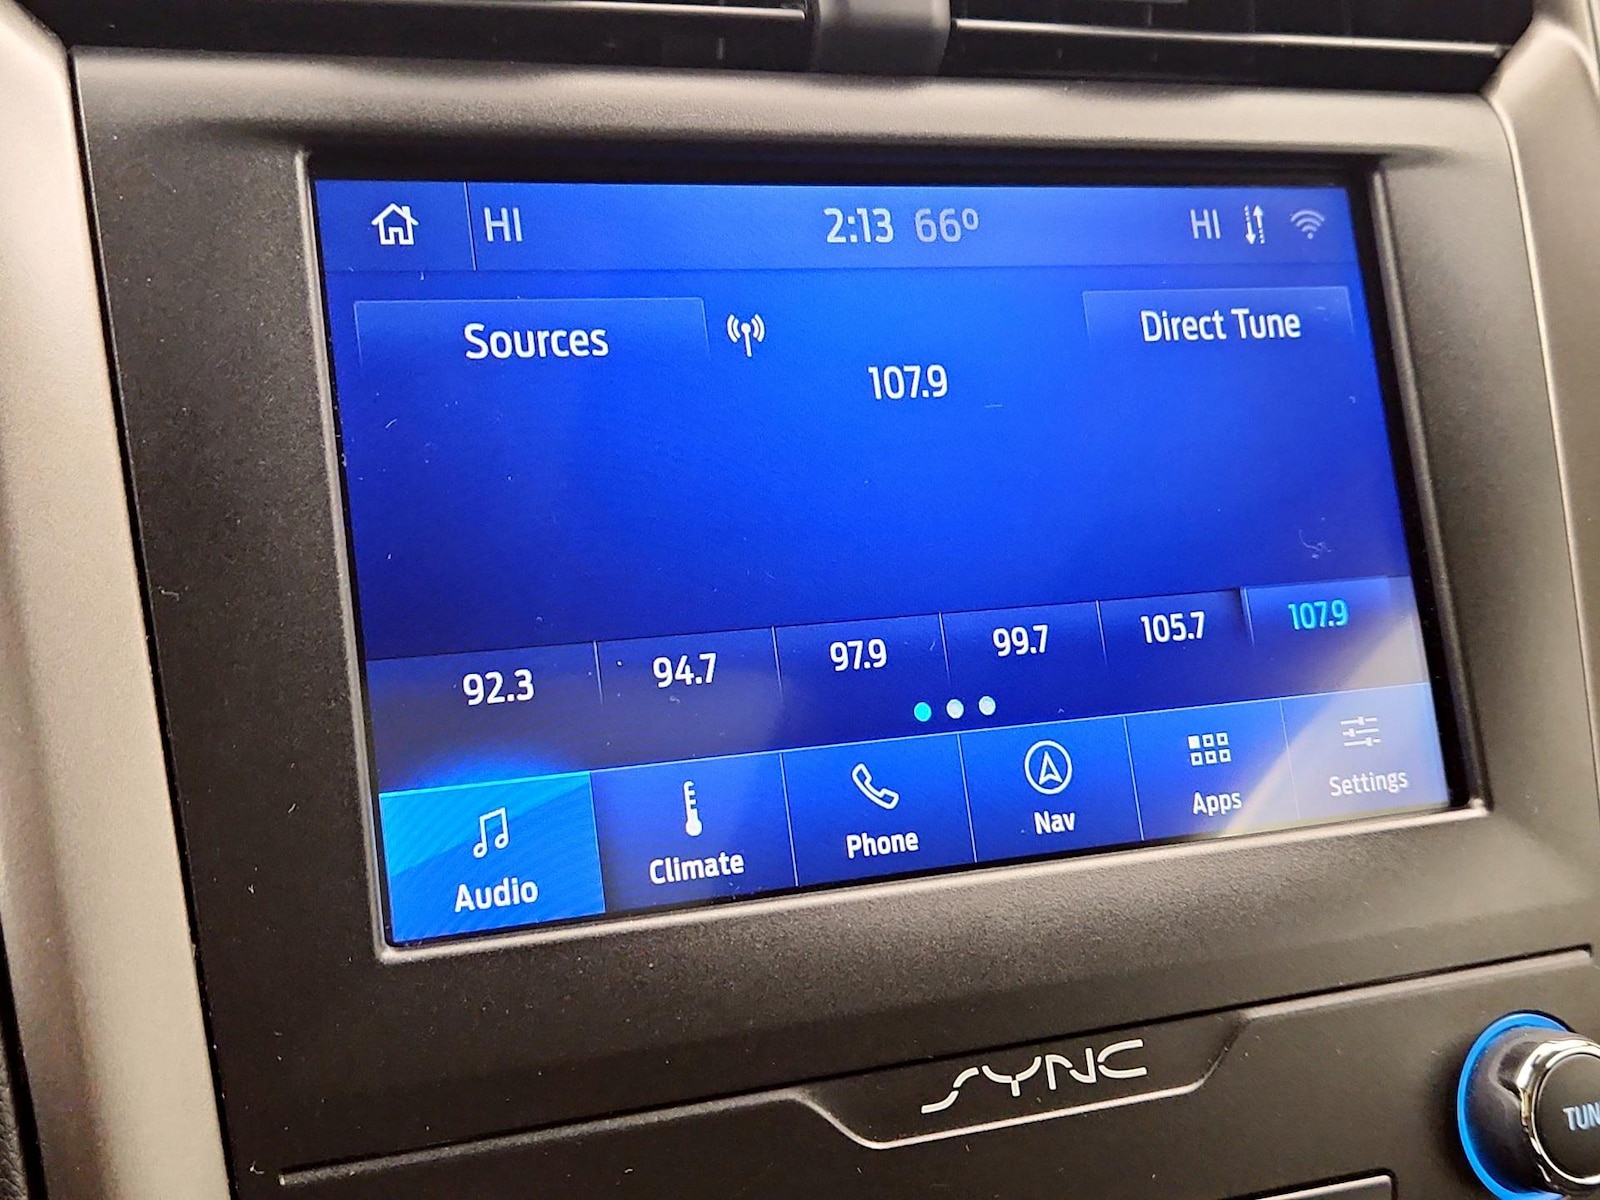 HI 2:13 66° HI
Sources Direct Tune
107.9
92.3 94.7 97.9 99.7 105.7 107.9
Audio Climate Phone Nav Apps Settings
SYNC
TUN